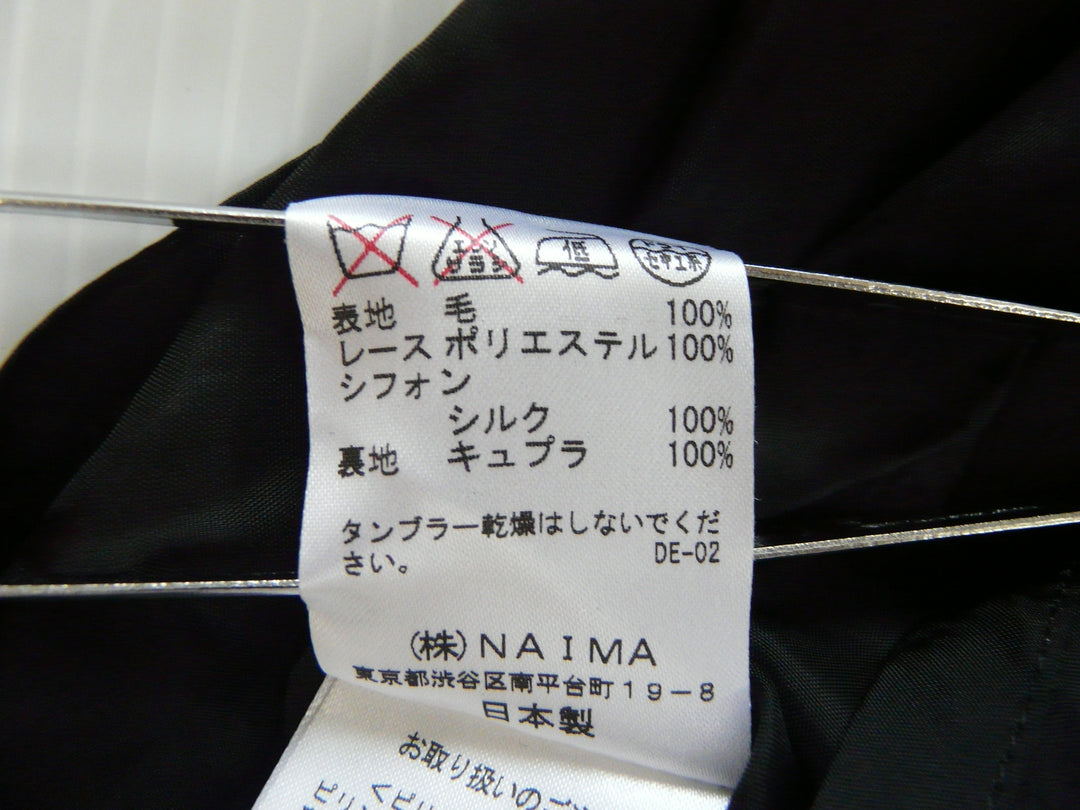 低
表地 毛 100%
レース ポリエステル 100%
シフォン
シルク 100%
裏地 キュプラ 100%
タンブラー乾燥はしないでくだ
さい。 DE-02
(株)NAIMA
東京都渋谷区南平台町19-8
日本製
お取り扱いのご